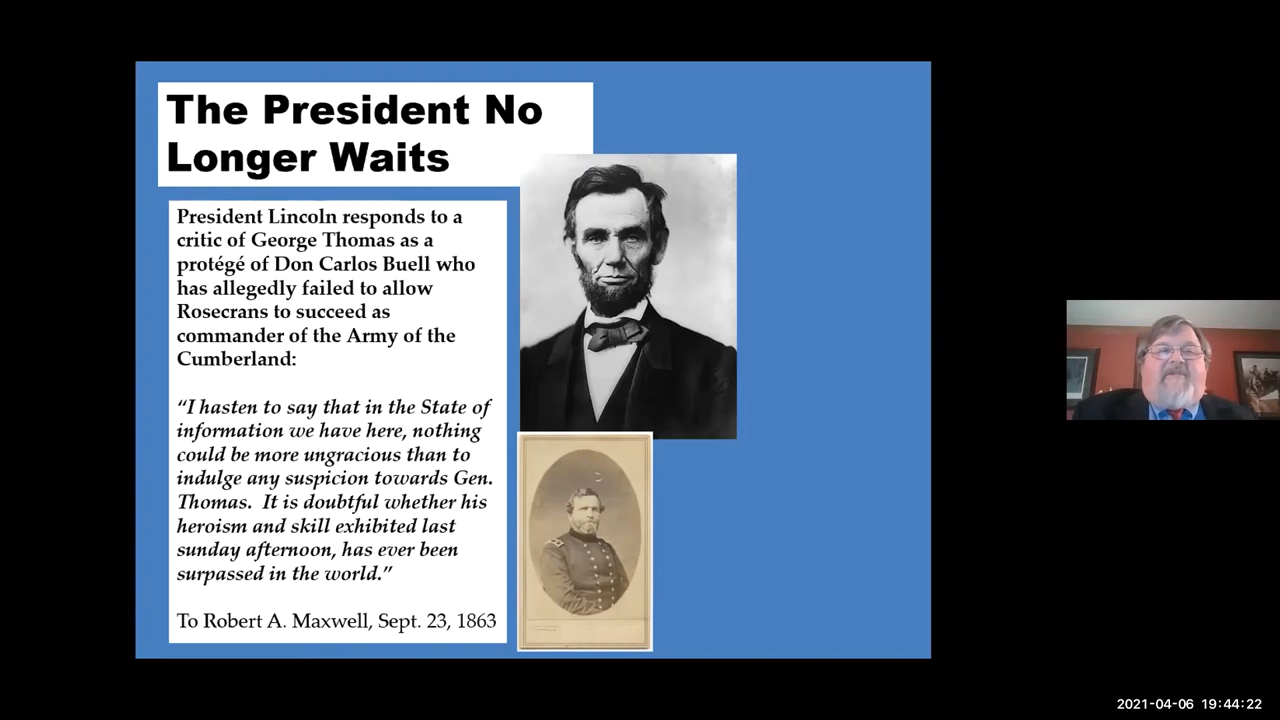 The President No
Longer Waits
President Lincoln responds to a
critic of George Thomas as a
protégé of Don Carlos Buell who
has allegedly failed to allow
Rosecrans to succeed as
commander of the Army of the
Cumberland:
“I hasten to say that in the State of
information we have here, nothing
could be more ungracious than to
indulge any suspicion towards Gen.
Thomas.  It is doubtful whether his
heroism and skill exhibited last
sunday afternoon, has ever been
surpassed in the world.”
To Robert A. Maxwell, Sept. 23, 1863
2021-04-06 19:44:22